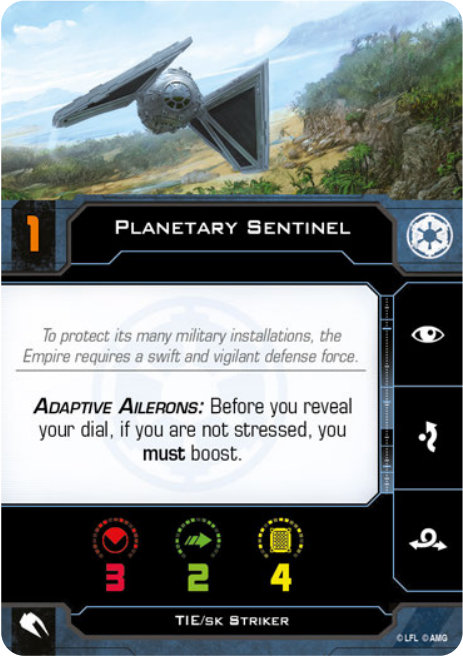 1
PLANETARY SENTINEL
To protect its many military installations, the
Empire requires a swift and vigilant defense force.
ADAPTIVE AILERONS: Before you reveal
your dial, if you are not stressed, you
must boost.
3 2 4
TIE/SK STRIKER
© LFL © AMG